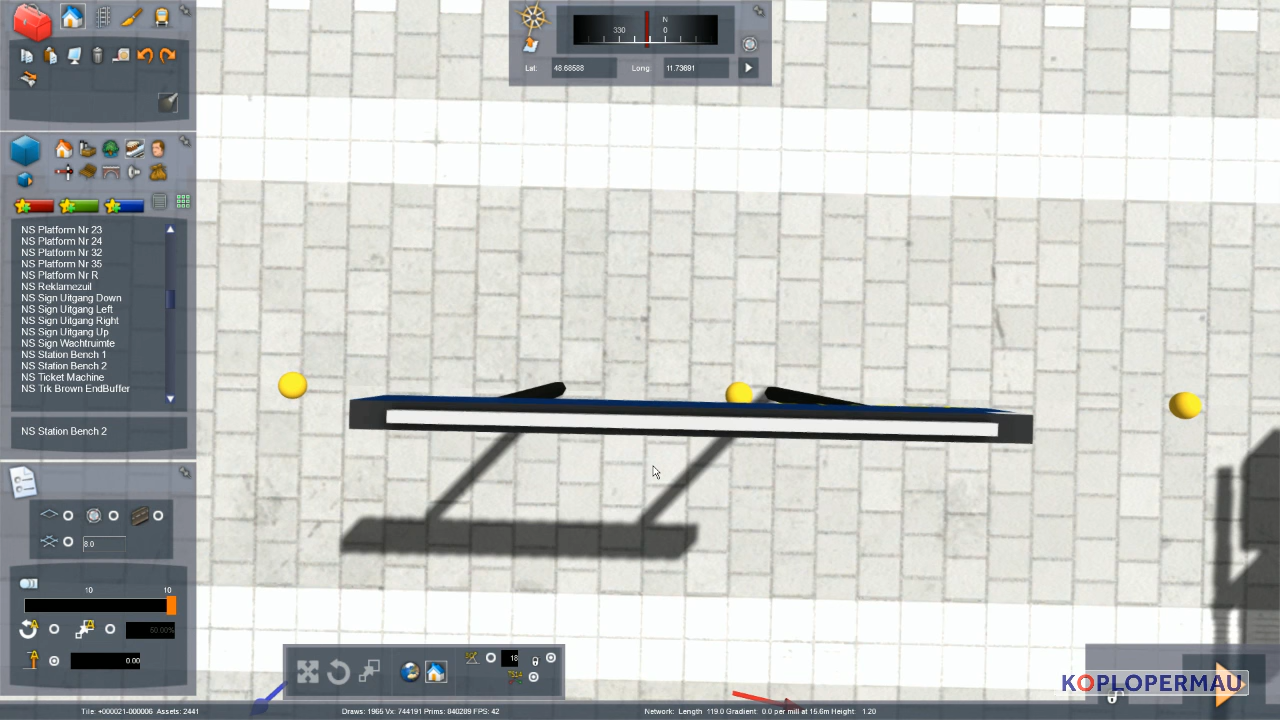 N
330 0
Lat: 48.68588 Long: 11.73691
NS Platform Nr 23
NS Platform Nr 24
NS Platform Nr 32
NS Platform Nr 35
NS Platform Nr R
NS Reklamezuil
NS Sign Uitgang Down
NS Sign Uitgang Left
NS Sign Uitgang Right
NS Sign Uitgang Up
NS Sign Wachtruimte
NS Station Bench 1
NS Station Bench 2
NS Ticket Machine
NS Trk Brown EndBuffer
NS Station Bench 2
8.0
10 10
50.00%
0.00
18
KOPLOPERMAU
Tile: +000021-000006 Assets: 2441 Draws: 1965 Vx: 744191 Prims: 840289 FPS: 42 Network: Length 119.0 Gradient: 0.0 per mill at 15.6m Height: 1.20